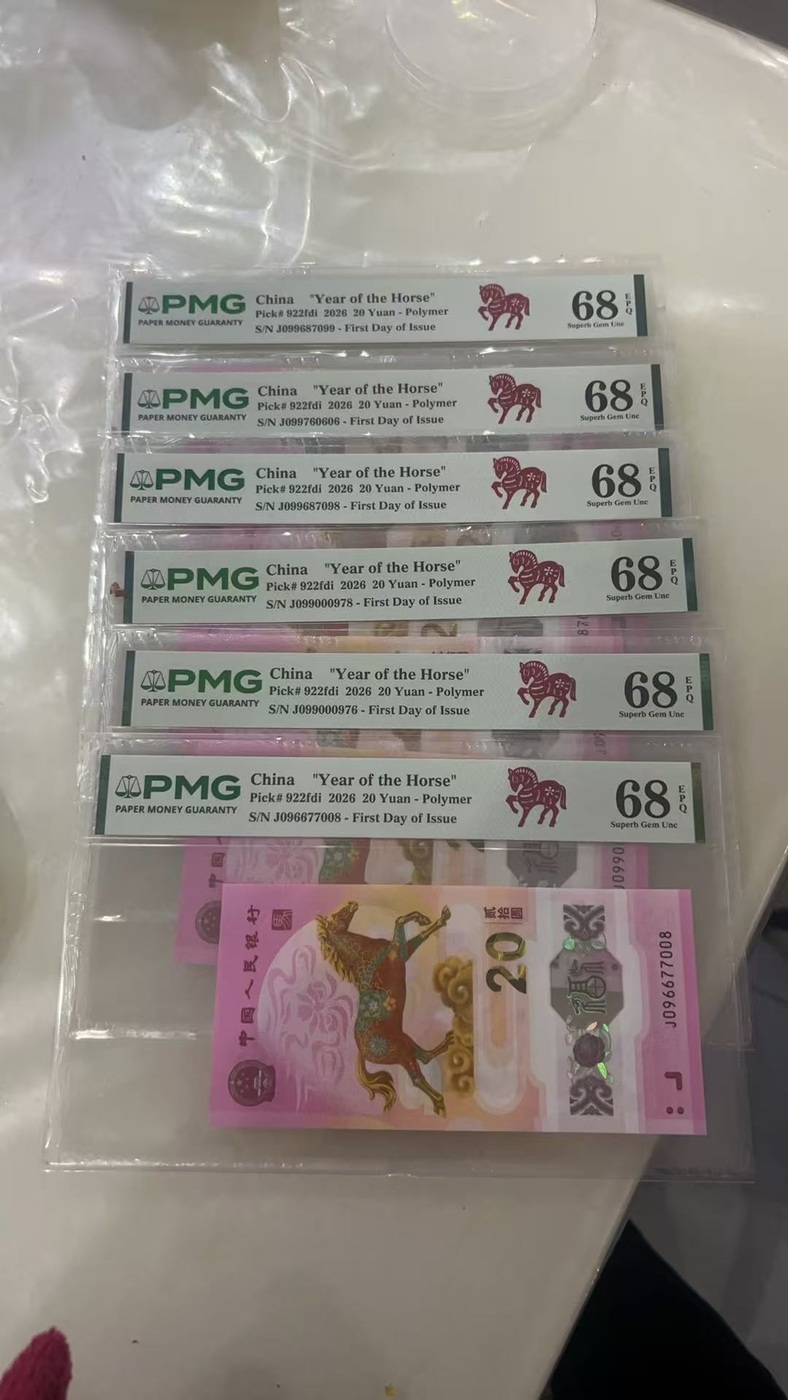 PMG
PAPER MONEY GUARANTY
China "Year of the Horse"
Pick# 922fdi 2026 20 Yuan - Polymer
S/N J099687099 - First Day of Issue
68
EPQ
Superb Gem Unc
PMG
PAPER MONEY GUARANTY
China "Year of the Horse"
Pick# 922fdi 2026 20 Yuan - Polymer
S/N J099760606 - First Day of Issue
68
EPQ
Superb Gem Unc
PMG
PAPER MONEY GUARANTY
China "Year of the Horse"
Pick# 922fdi 2026 20 Yuan - Polymer
S/N J099687098 - First Day of Issue
68
EPQ
Superb Gem Unc
PMG
PAPER MONEY GUARANTY
China "Year of the Horse"
Pick# 922fdi 2026 20 Yuan - Polymer
S/N J099000978 - First Day of Issue
68
EPQ
Superb Gem Unc
PMG
PAPER MONEY GUARANTY
China "Year of the Horse"
Pick# 922fdi 2026 20 Yuan - Polymer
S/N J099000976 - First Day of Issue
68
EPQ
Superb Gem Unc
PMG
PAPER MONEY GUARANTY
China "Year of the Horse"
Pick# 922fdi 2026 20 Yuan - Polymer
S/N J096677008 - First Day of Issue
68
EPQ
Superb Gem Unc
中國人民銀行
貳拾圓
20
福
J096677008